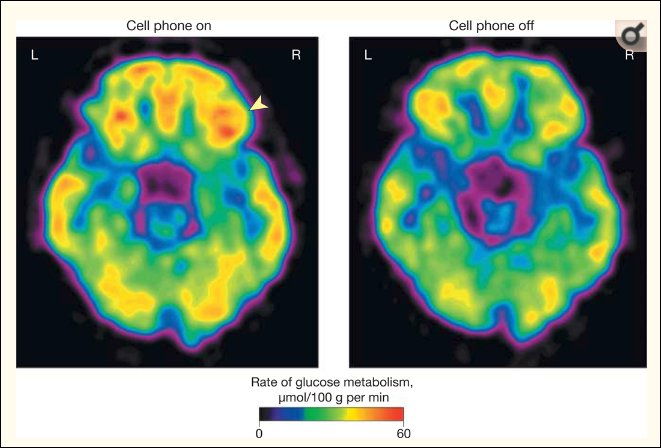 Cell phone on
Cell phone off
L
R
L
R
Rate of glucose metabolism,
µmol/100 g per min
0
60